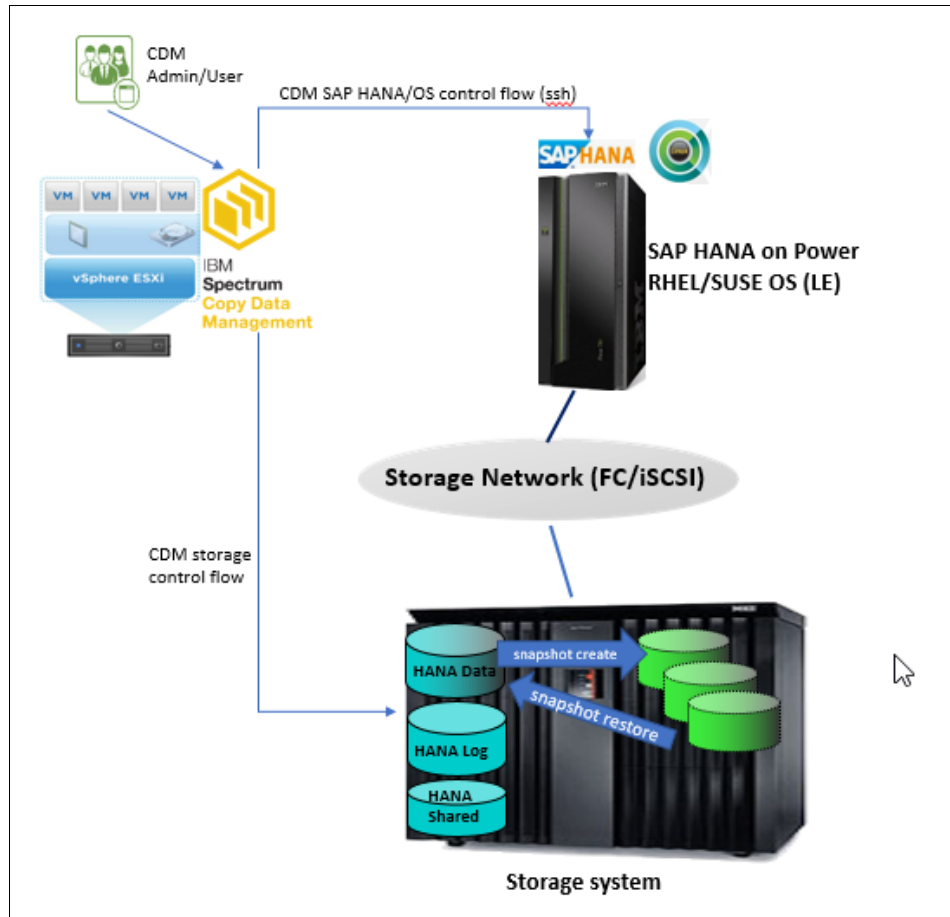 CDM
Admin/User
CDM SAP HANA/OS control flow (ssh)
SAP HANA
VM VM VM VM
vSphere ESXi
IBM
Spectrum
Copy Data
Management
IBM
SAP HANA on Power
RHEL/SUSE OS (LE)
Storage Network (FC/iSCSI)
CDM storage
control flow
HANA Data
snapshot create
snapshot restore
HANA Log
HANA
Shared
Storage system